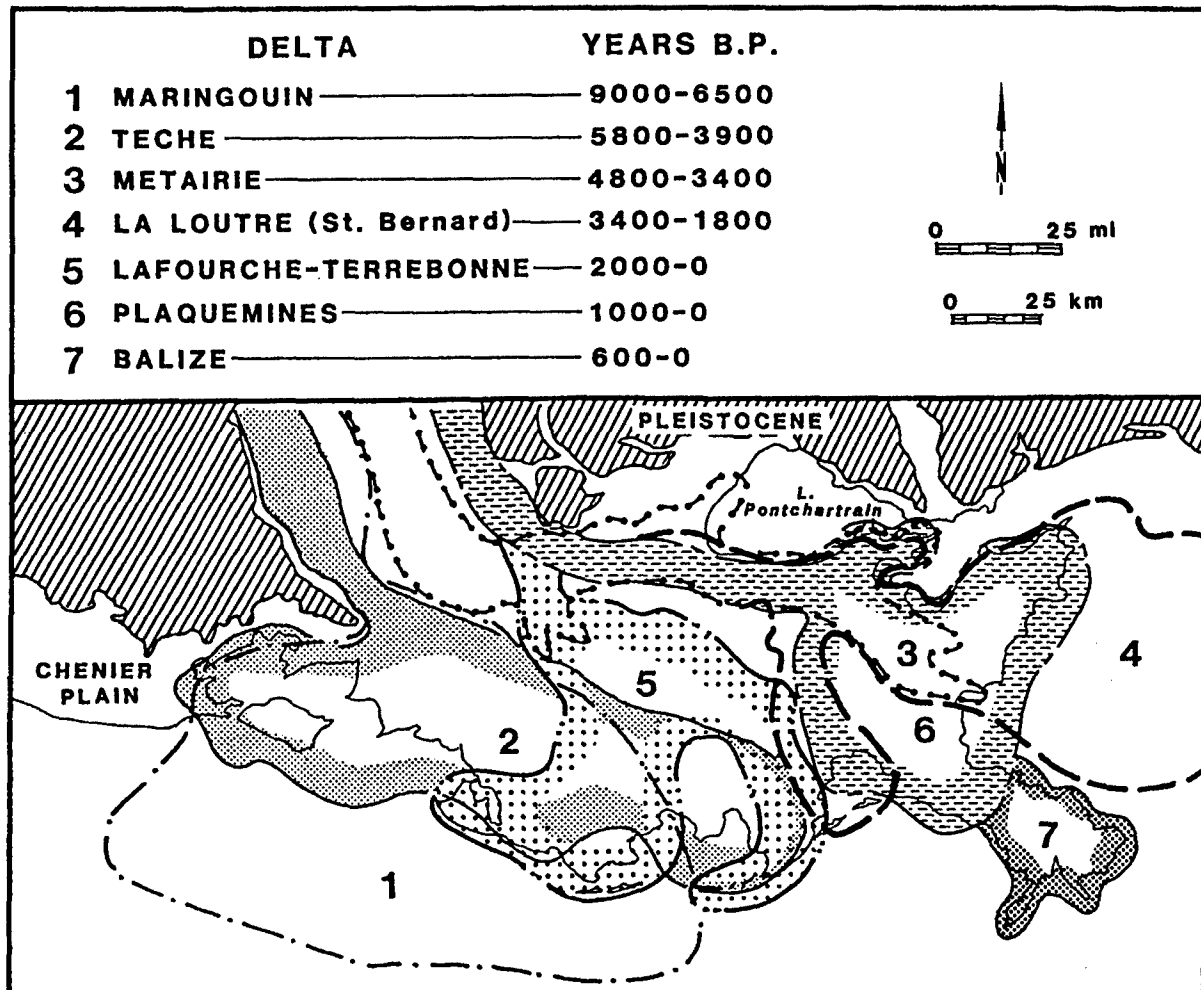 DELTA YEARS B.P.
1 MARINGOUIN 9000-6500
2 TECHE 5800-3900
3 METAIRIE 4800-3400
4 LA LOUTRE (St. Bernard) 3400-1800
5 LAFOURCHE-TERREBONNE 2000-0
6 PLAQUEMINES 1000-0
7 BALIZE 600-0
N
0 25 mi
0 25 km
PLEISTOCENE
L.
Pontchartrain
CHENIER
PLAIN
3
4
5
6
2
7
1